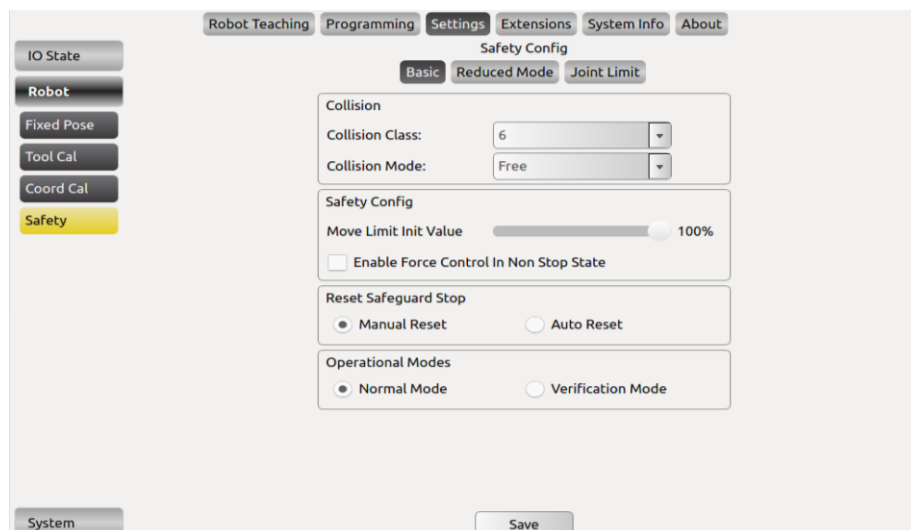 Robot Teaching Programming Settings Extensions System Info About
IO State
Robot
Fixed Pose
Tool Cal
Coord Cal
Safety
System
Safety Config
Basic Reduced Mode Joint Limit
Collision
Collision Class: 6
Collision Mode: Free
Safety Config
Move Limit Init Value 100%
Enable Force Control In Non Stop State
Reset Safeguard Stop
Manual Reset Auto Reset
Operational Modes
Normal Mode Verification Mode
Save